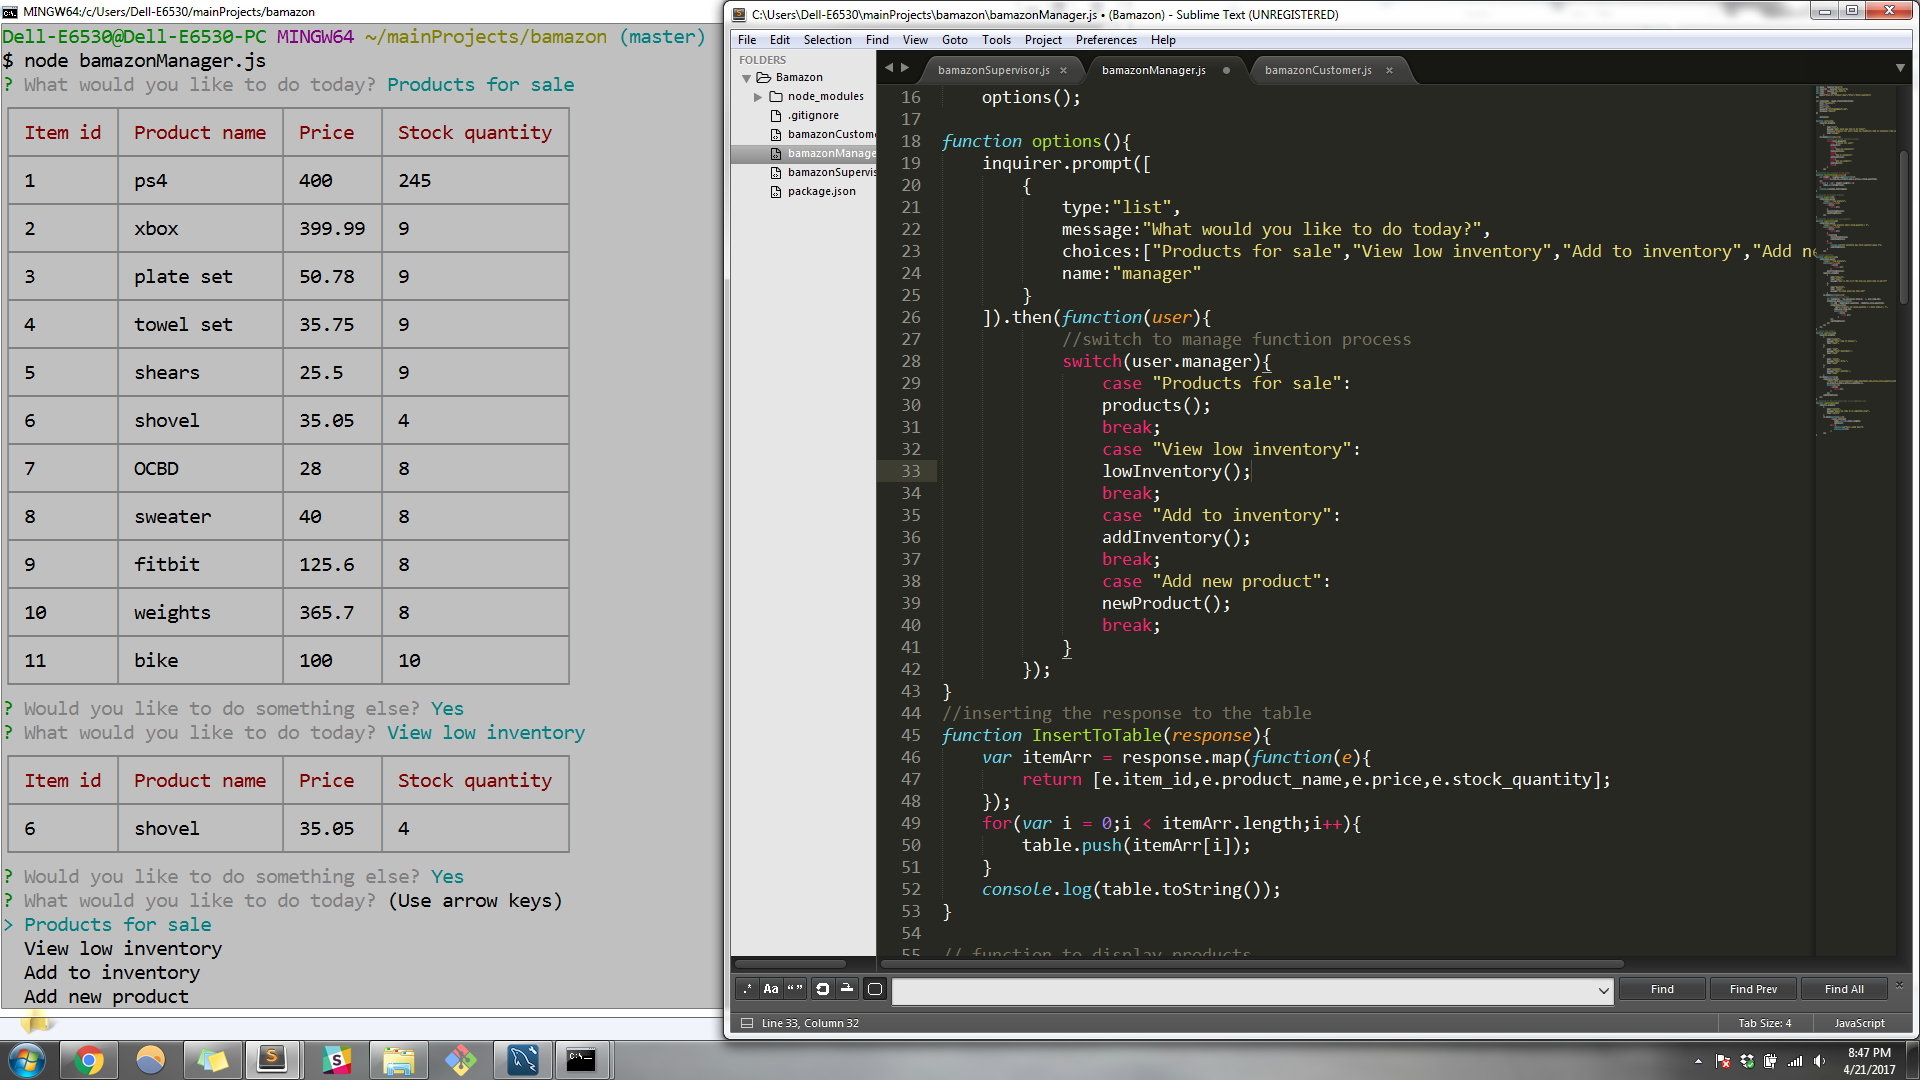 MINGW64:/c/Users/Dell-E6530/mainProjects/bamazon
Dell-E6530@Dell-E6530-PC MINGW64 ~/mainProjects/bamazon (master)
$ node bamazonManager.js
? What would you like to do today? Products for sale
Item id Product name Price Stock quantity
1 ps4 400 245
2 xbox 399.99 9
3 plate set 50.78 9
4 towel set 35.75 9
5 shears 25.5 9
6 shovel 35.05 4
7 OCBD 28 8
8 sweater 40 8
9 fitbit 125.6 8
10 weights 365.7 8
11 bike 100 10
? Would you like to do something else? Yes
? What would you like to do today? View low inventory
Item id Product name Price Stock quantity
6 shovel 35.05 4
? Would you like to do something else? Yes
? What would you like to do today? (Use arrow keys)
> Products for sale
View low inventory
Add to inventory
Add new product
C:\Users\Dell-E6530\mainProjects\bamazon\bamazonManager.js • (Bamazon) - Sublime Text (UNREGISTERED)
File Edit Selection Find View Goto Tools Project Preferences Help
FOLDERS
Bamazon
node_modules
.gitignore
bamazonCustome
bamazonManage
bamazonSupervis
package.json
bamazonSupervisor.js × bamazonManager.js • bamazonCustomer.js ×
16 options();
17
18 function options(){
19 inquirer.prompt([
20 {
21 type:"list",
22 message:"What would you like to do today?",
23 choices:["Products for sale","View low inventory","Add to inventory","Add ne
24 name:"manager"
25 }
26 ]).then(function(user){
27 //switch to manage function process
28 switch(user.manager){
29 case "Products for sale":
30 products();
31 break;
32 case "View low inventory":
33 lowInventory();
34 break;
35 case "Add to inventory":
36 addInventory();
37 break;
38 case "Add new product":
39 newProduct();
40 break;
41 }
42 });
43 }
44 //inserting the response to the table
45 function InsertToTable(response){
46 var itemArr = response.map(function(e){
47 return [e.item_id,e.product_name,e.price,e.stock_quantity];
48 });
49 for(var i = 0;i < itemArr.length;i++){
50 table.push(itemArr[i]);
51 }
52 console.log(table.toString());
53 }
54
55 // function to display products
.* Aa “” Find Find Prev Find All
Line 33, Column 32 Tab Size: 4 JavaScript
8:47 PM
4/21/2017